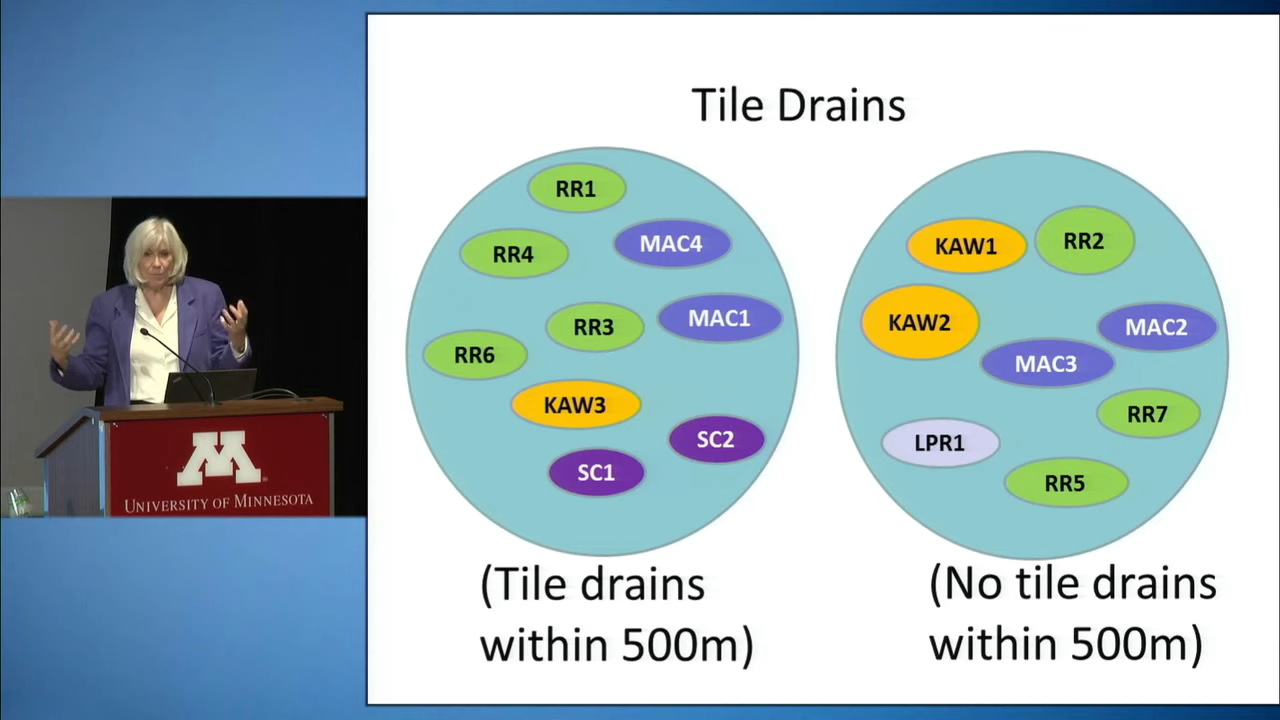 Tile Drains
RR1
RR4
MAC4
RR3
MAC1
RR6
KAW3
SC2
SC1
(Tile drains
within 500m)
KAW1
RR2
KAW2
MAC2
MAC3
RR7
LPR1
RR5
(No tile drains
within 500m)
M
UNIVERSITY OF MINNESOTA